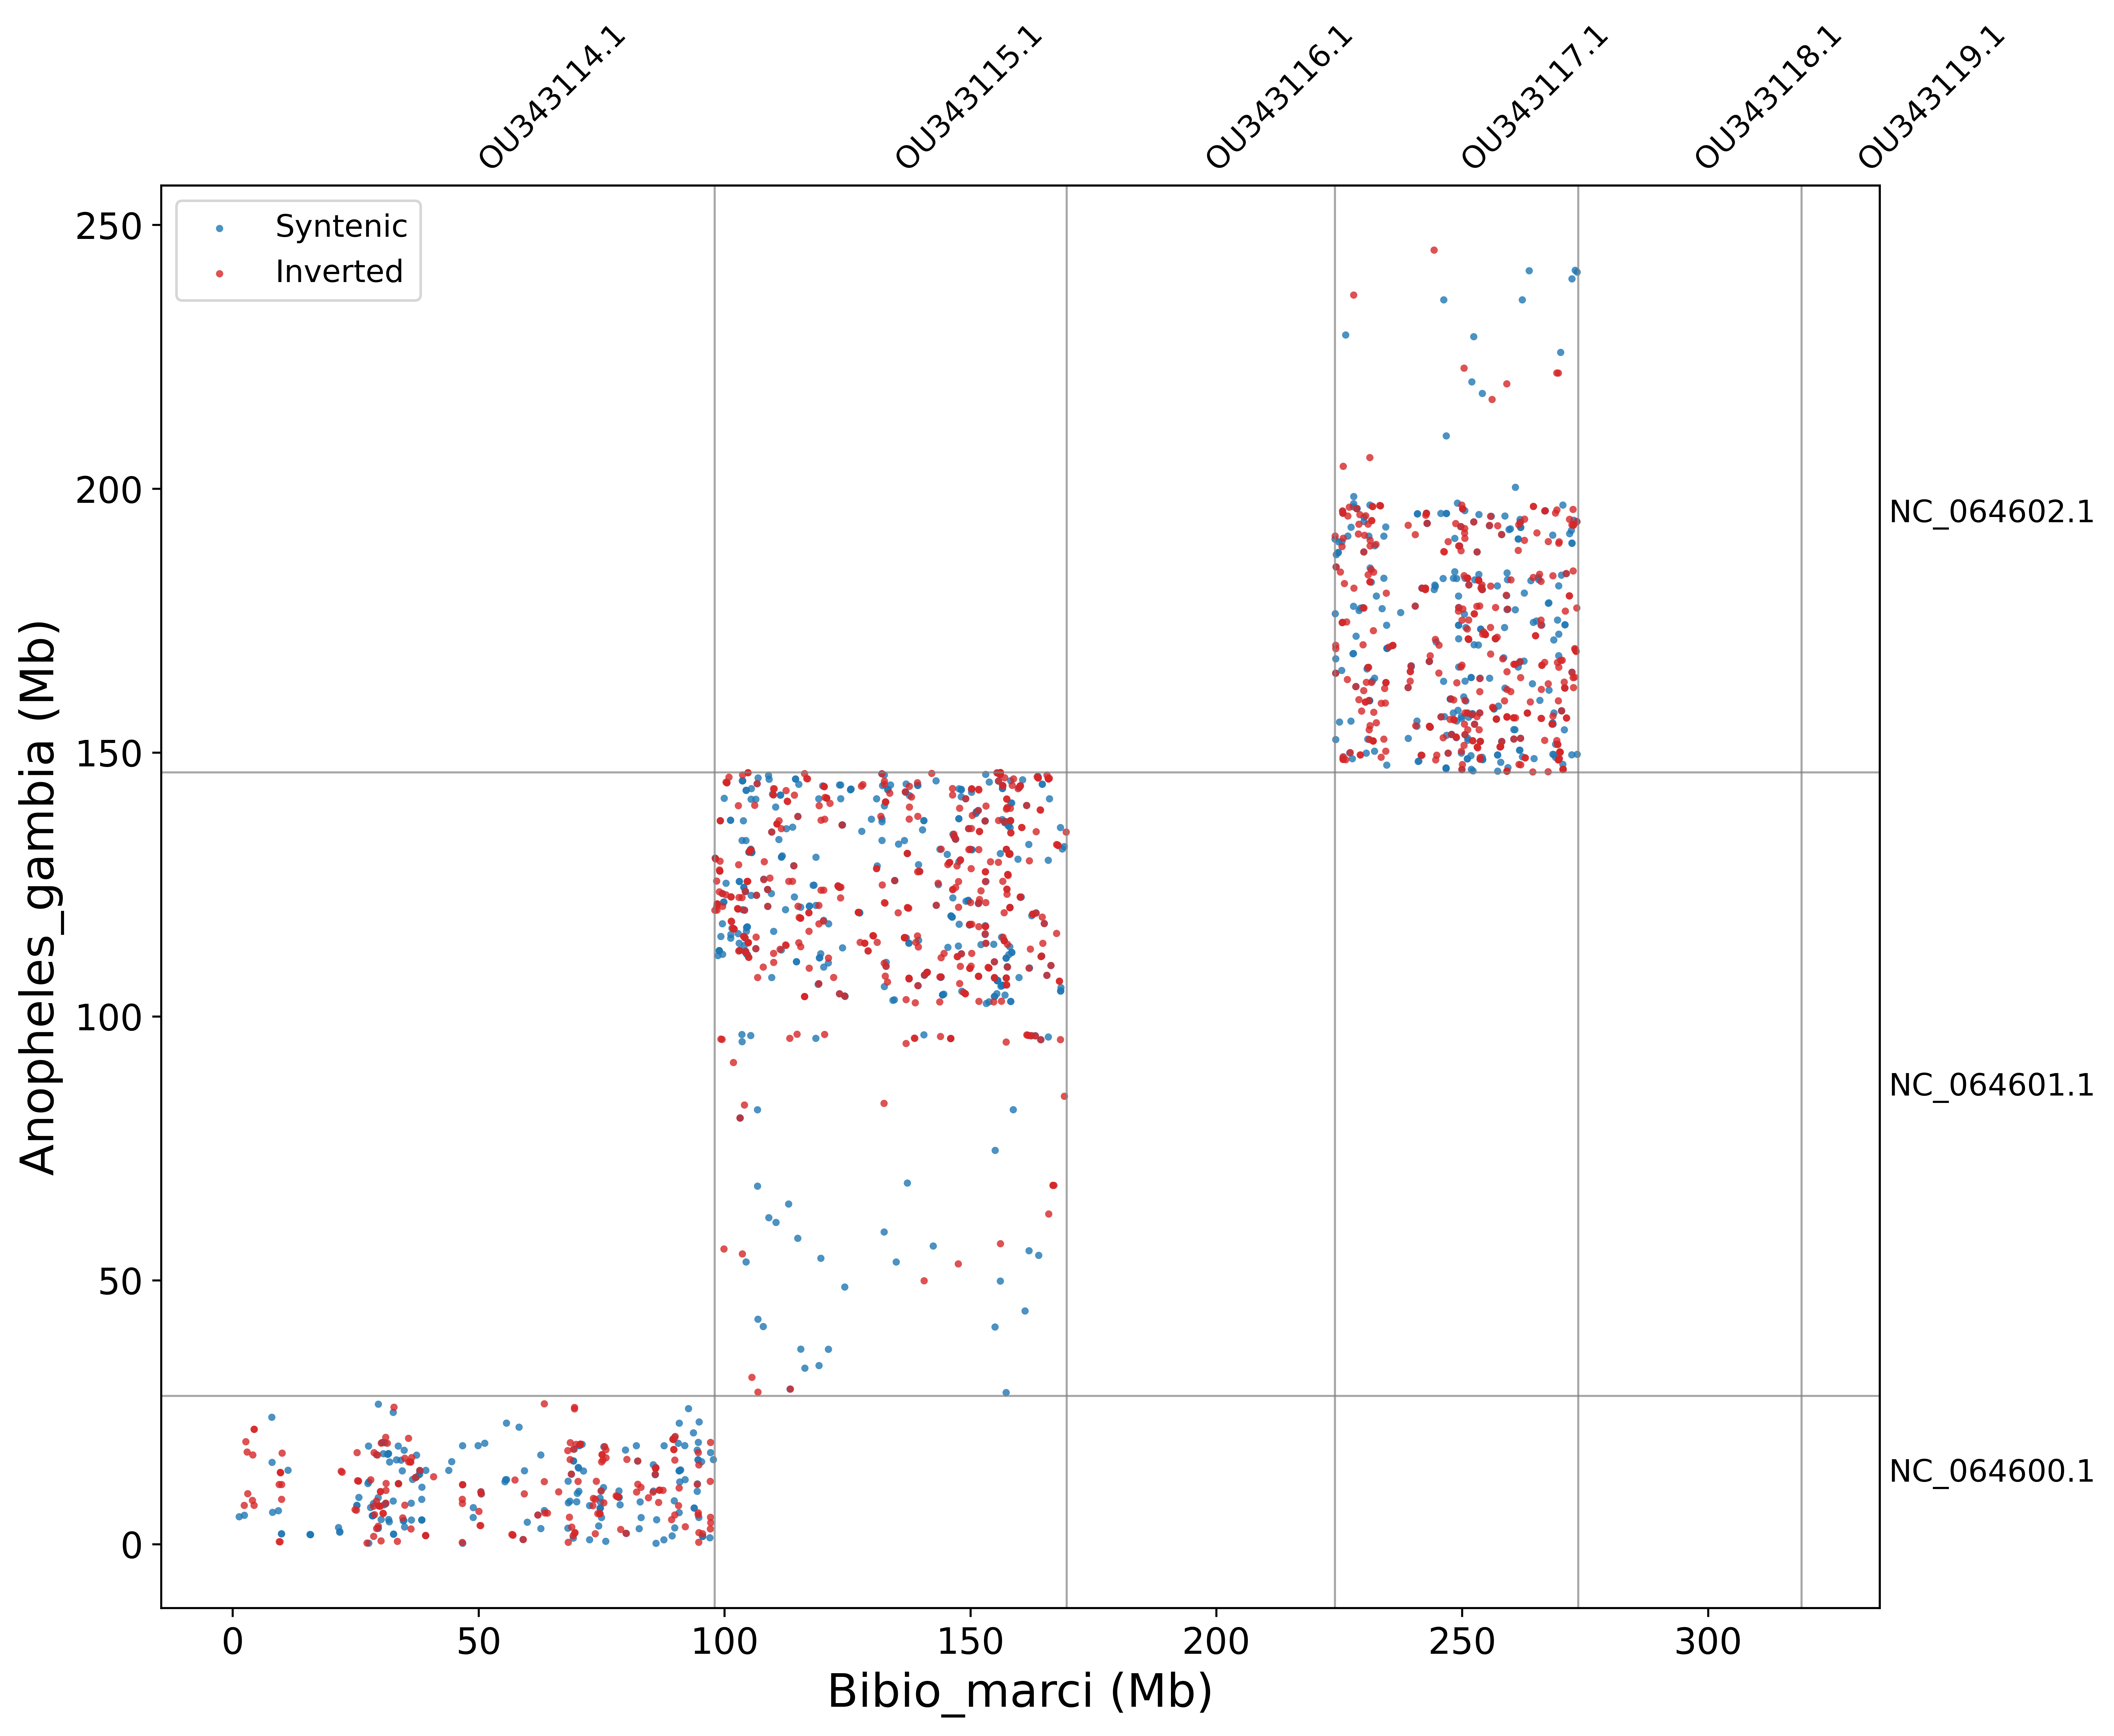 OU343114.1
OU343115.1
OU343116.1
OU343117.1
OU343118.1
OU343119.1
Syntenic
Inverted
250
200
150
100
50
0
Anopheles_gambia (Mb)
NC_064602.1
NC_064601.1
NC_064600.1
0
50
100
150
200
250
300
Bibio_marci (Mb)